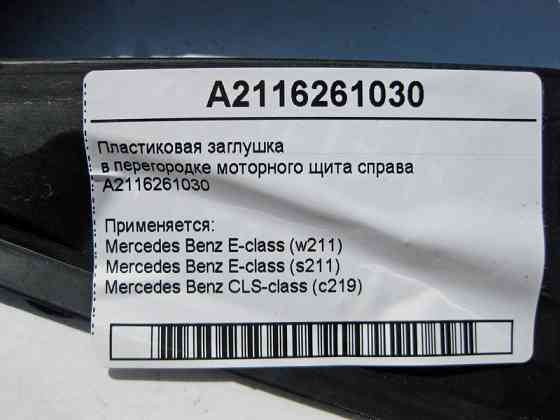 A2116261030
Пластиковая заглушка
в перегородке моторного щита справа
A2116261030
Применяется:
Mercedes Benz E-class (w211)
Mercedes Benz E-class (s211)
Mercedes Benz CLS-class (c219)